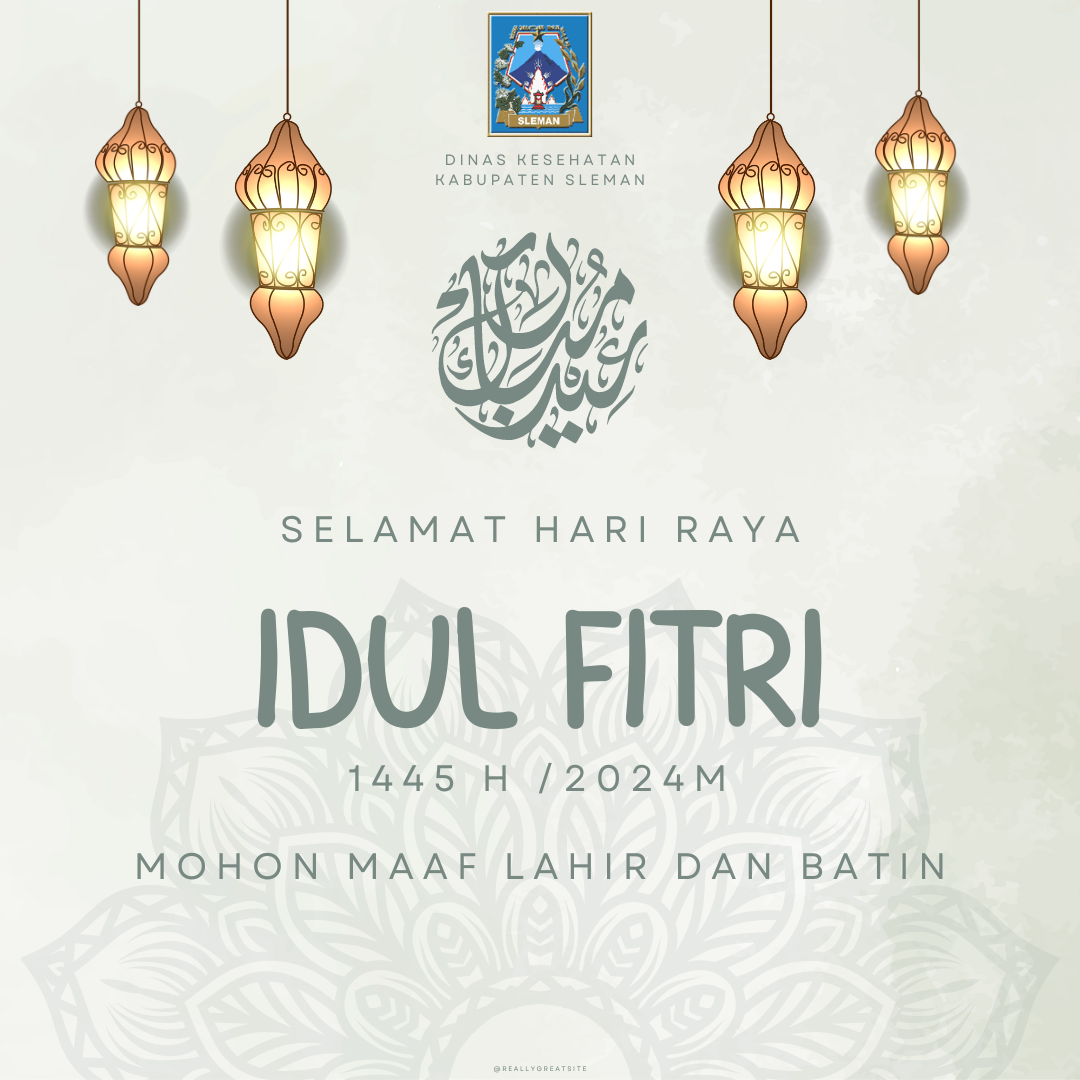 SLEMAN
DINAS KESEHATAN
KABUPATEN SLEMAN
عيد مبارك
SELAMAT HARI RAYA
IDUL FITRI
1445 H /2024M
MOHON MAAF LAHIR DAN BATIN
@REALLYGREATSITE